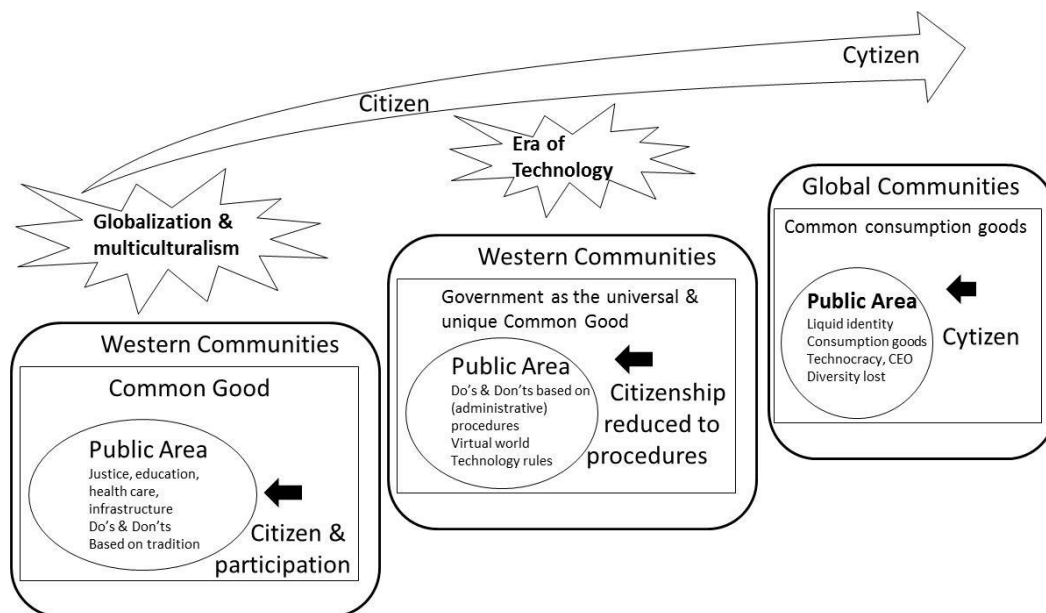 Cytizen
Citizen
Era of
Technology
Globalization &
multiculturalism
Western Communities
Common Good
Public Area
Justice, education,
health care,
infrastructure
Do's & Don'ts
Based on tradition
Citizen &
participation
Western Communities
Government as the universal &
unique Common Good
Public Area
Do's & Don'ts based on
(administrative)
procedures
Virtual world
Technology rules
Citizenship
reduced to
procedures
Global Communities
Common consumption goods
Public Area
Liquid identity
Consumption goods
Technocracy, CEO
Diversity lost
Cytizen